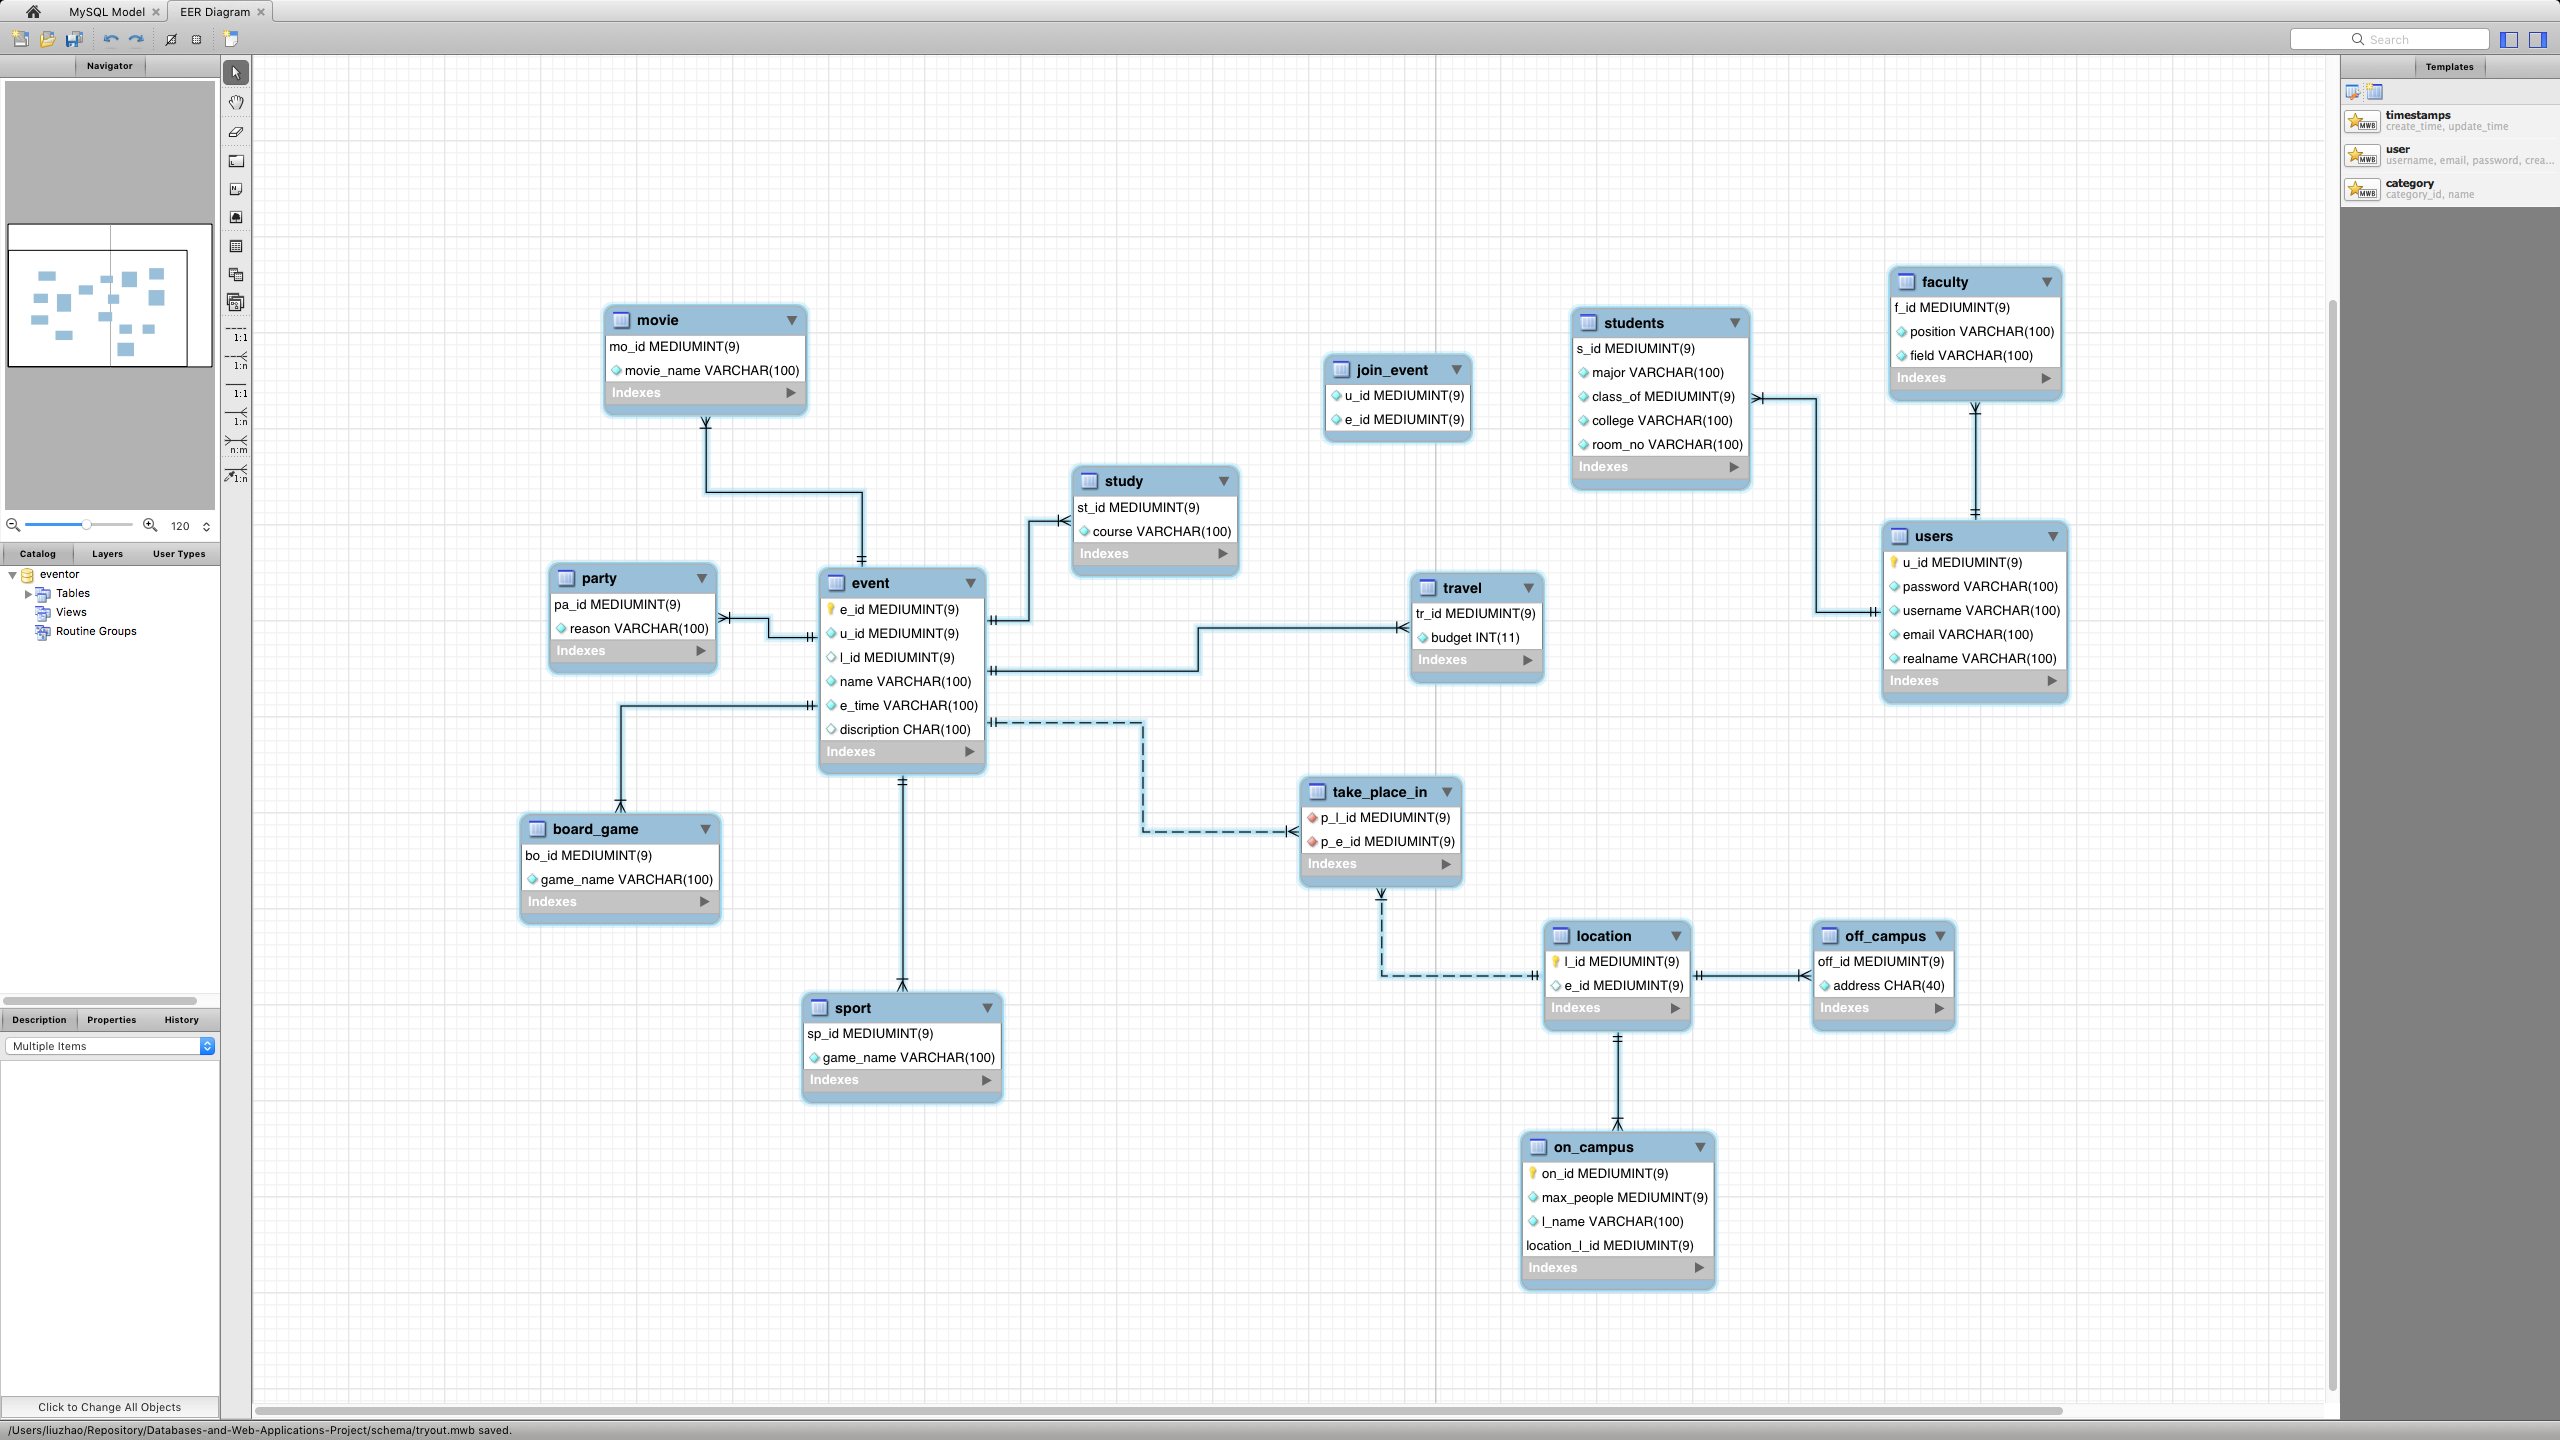 MySQL Model
EER Diagram
Search
Navigator
120
Catalog
Layers
User Types
eventor
Tables
Views
Routine Groups
Description
Properties
History
Multiple Items
Click to Change All Objects
/Users/liuzhao/Repository/Databases-and-Web-Applications-Project/schema/tryout.mwb saved.
1:1
1:n
1:1
1:n
n:m
1:n
movie
mo_id MEDIUMINT(9)
movie_name VARCHAR(100)
Indexes
party
pa_id MEDIUMINT(9)
reason VARCHAR(100)
Indexes
board_game
bo_id MEDIUMINT(9)
game_name VARCHAR(100)
Indexes
event
e_id MEDIUMINT(9)
u_id MEDIUMINT(9)
l_id MEDIUMINT(9)
name VARCHAR(100)
e_time VARCHAR(100)
discription CHAR(100)
Indexes
sport
sp_id MEDIUMINT(9)
game_name VARCHAR(100)
Indexes
study
st_id MEDIUMINT(9)
course VARCHAR(100)
Indexes
join_event
u_id MEDIUMINT(9)
e_id MEDIUMINT(9)
travel
tr_id MEDIUMINT(9)
budget INT(11)
Indexes
take_place_in
p_l_id MEDIUMINT(9)
p_e_id MEDIUMINT(9)
Indexes
students
s_id MEDIUMINT(9)
major VARCHAR(100)
class_of MEDIUMINT(9)
college VARCHAR(100)
room_no VARCHAR(100)
Indexes
faculty
f_id MEDIUMINT(9)
position VARCHAR(100)
field VARCHAR(100)
Indexes
users
u_id MEDIUMINT(9)
password VARCHAR(100)
username VARCHAR(100)
email VARCHAR(100)
realname VARCHAR(100)
Indexes
location
l_id MEDIUMINT(9)
e_id MEDIUMINT(9)
Indexes
off_campus
off_id MEDIUMINT(9)
address CHAR(40)
Indexes
on_campus
on_id MEDIUMINT(9)
max_people MEDIUMINT(9)
l_name VARCHAR(100)
location_l_id MEDIUMINT(9)
Indexes
Templates
MWB
timestamps
create_time, update_time
MWB
user
username, email, password, crea...
MWB
category
category_id, name